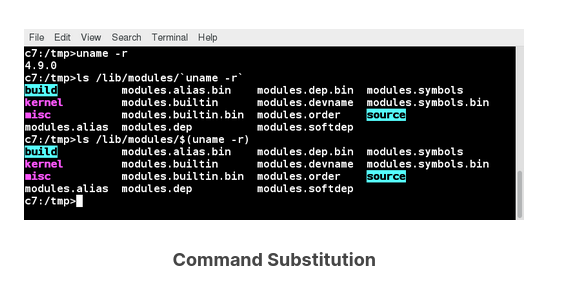 File Edit View Search Terminal Help
c7:/tmp>uname -r
4.9.0
c7:/tmp>ls /lib/modules/`uname -r`
build modules.alias.bin modules.dep.bin modules.symbols
kernel modules.builtin modules.devname modules.symbols.bin
misc modules.builtin.bin modules.order source
modules.alias modules.dep modules.softdep
c7:/tmp>ls /lib/modules/$(uname -r)
build modules.alias.bin modules.dep.bin modules.symbols
kernel modules.builtin modules.devname modules.symbols.bin
misc modules.builtin.bin modules.order source
modules.alias modules.dep modules.softdep
c7:/tmp>
Command Substitution